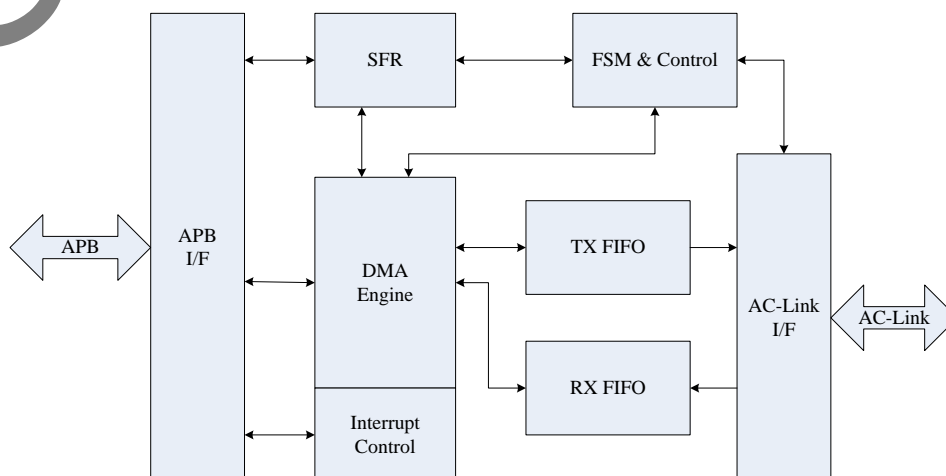 SFR
FSM & Control
APB
APB
I/F
DMA
Engine
TX FIFO
AC-Link
I/F
AC-Link
RX FIFO
Interrupt
Control